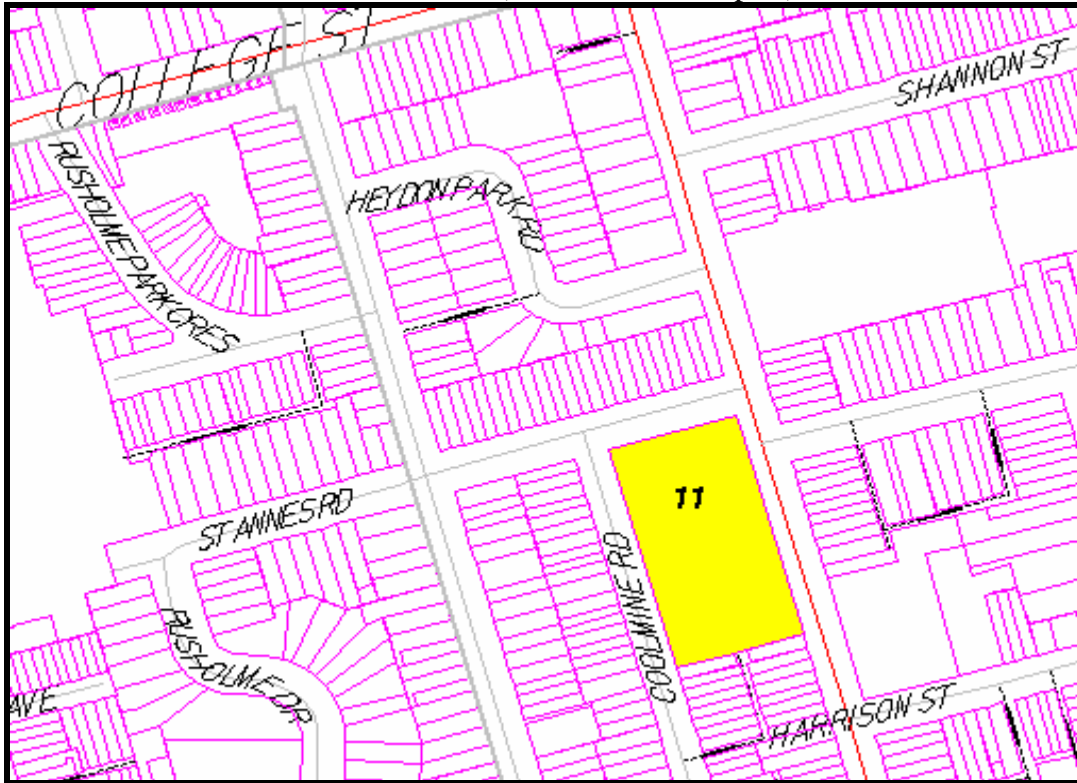 COLLEGE ST
SHANNON ST
RUSHOLME PARK CRES
HEYDON PARK RD
11
ST ANNES RD
COOLMINE RD
RUSHOLME DR
AVE
HARRISON ST